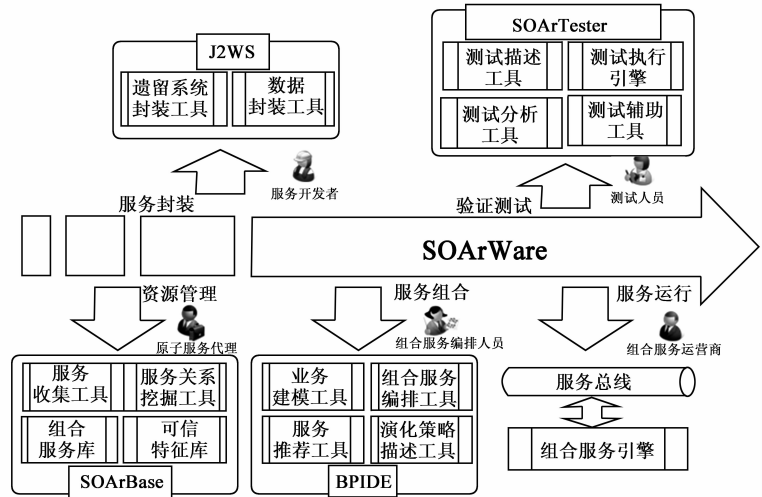 J2WS
遗留系统
封装工具
数据
封装工具
SOArTester
测试描述
工具
测试执行
引擎
测试分析
工具
测试辅助
工具
服务开发者
测试人员
服务封装
验证测试
SOArWare
资源管理
服务组合
服务运行
原子服务代理
组合服务编排人员
组合服务运营商
服务
收集工具
服务关系
挖掘工具
组合
服务库
可信
特征库
SOArBase
业务
建模工具
组合服务
编排工具
服务
推荐工具
演化策略
描述工具
BPIDE
服务总线
组合服务引擎